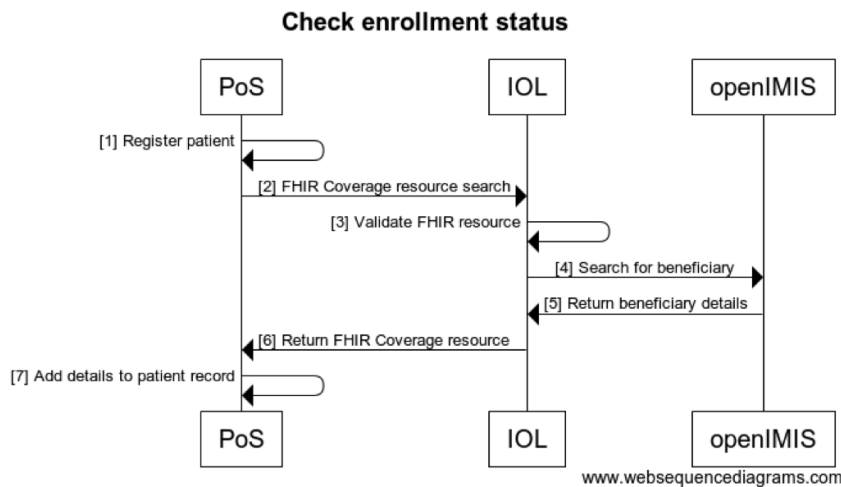 Check enrollment status
PoS
IOL
openIMIS
[1] Register patient
[2] FHIR Coverage resource search
[3] Validate FHIR resource
[4] Search for beneficiary
[5] Return beneficiary details
[6] Return FHIR Coverage resource
[7] Add details to patient record
PoS
IOL
openIMIS
www.websequencediagrams.com